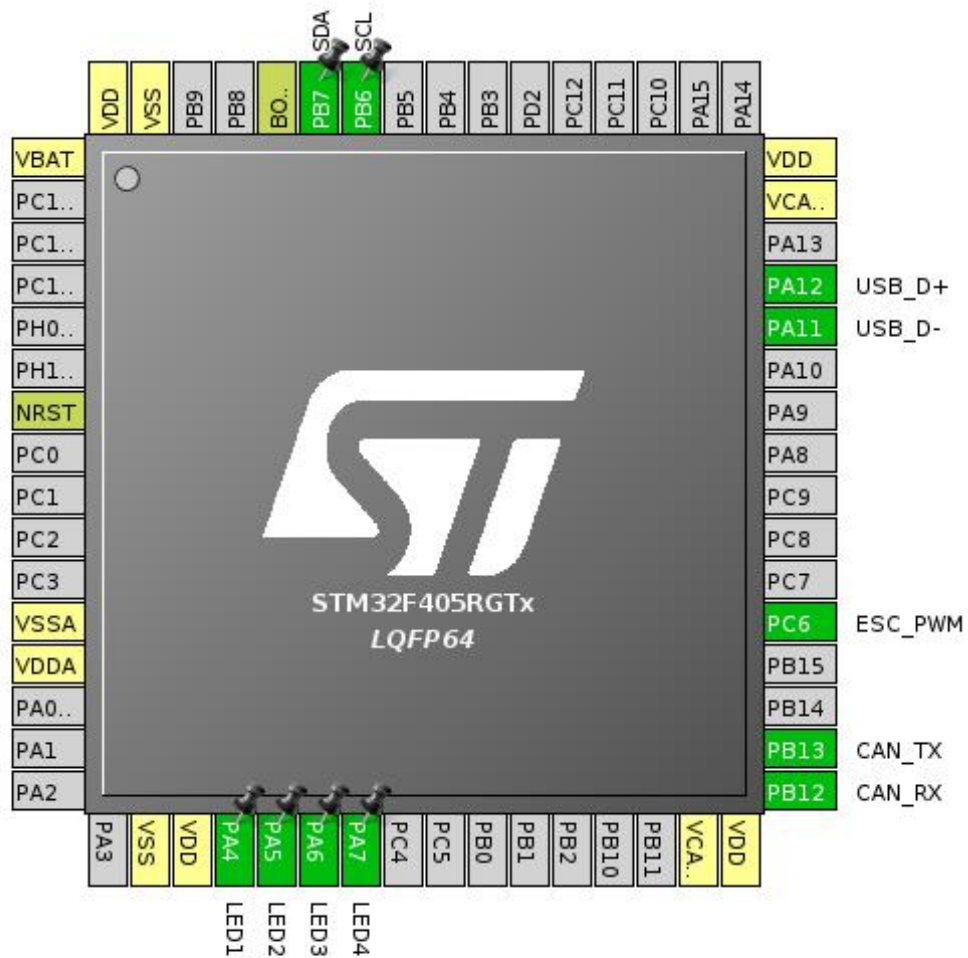 SDA
SCL
VDD
VSS
PB9
PB8
BO..
PB7
PB6
PB5
PB4
PB3
PD2
PC12
PC11
PC10
PA15
PA14
VBAT
PC1..
PC1..
PC1..
PH0..
PH1..
NRST
PC0
PC1
PC2
PC3
VSSA
VDDA
PA0..
PA1
PA2
VDD
VCA..
PA13
PA12 USB_D+
PA11 USB_D-
PA10
PA9
PA8
PC9
PC8
PC7
PC6 ESC_PWM
PB15
PB14
PB13 CAN_TX
PB12 CAN_RX
ST
STM32F405RGTx
LQFP64
PA3
VSS
VDD
PA4
PA5
PA6
PA7
PC4
PC5
PB0
PB1
PB2
PB10
PB11
VCA..
VDD
LED1
LED2
LED3
LED4